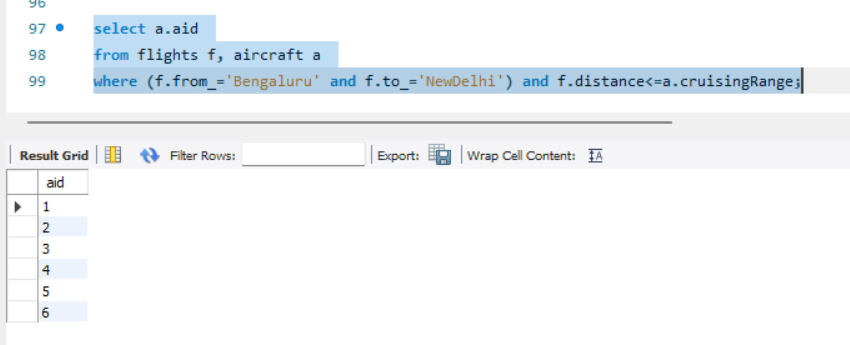 96
97 select a.aid
98 from flights f, aircraft a
99 where (f.from_='Bengaluru' and f.to_='NewDelhi') and f.distance<=a.cruisingRange;
Result Grid Filter Rows: Export: Wrap Cell Content: IA
aid
1
2
3
4
5
6